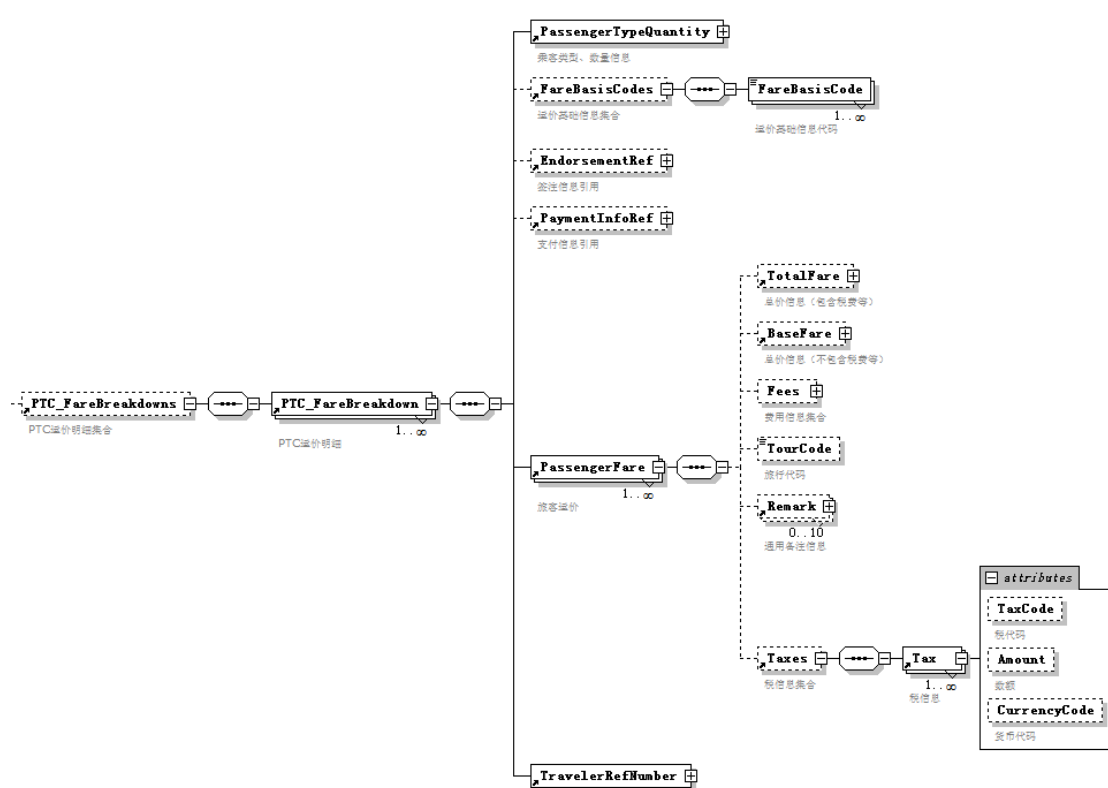 PassengerTypeQuantity
乘客类型、数量信息
FareBasisCodes
FareBasisCode
1..∞
运价基础信息集合
运价基础信息代码
EndorsementRef
签注信息引用
PaymentInfoRef
支付信息引用
TotalFare
单价信息（包含税费等）
BaseFare
单价信息（不包含税费等）
PTC_FareBreakdowns
PTC运价明细集合
PTC_FareBreakdown
1..∞
PTC运价明细
Fees
费用信息集合
PassengerFare
1..∞
旅客运价
TourCode
旅行代码
Remark
0..10
通用备注信息
Taxes
税信息集合
Tax
1..∞
税信息
attributes
TaxCode
税代码
Amount
数额
CurrencyCode
货币代码
TravelerRefNumber